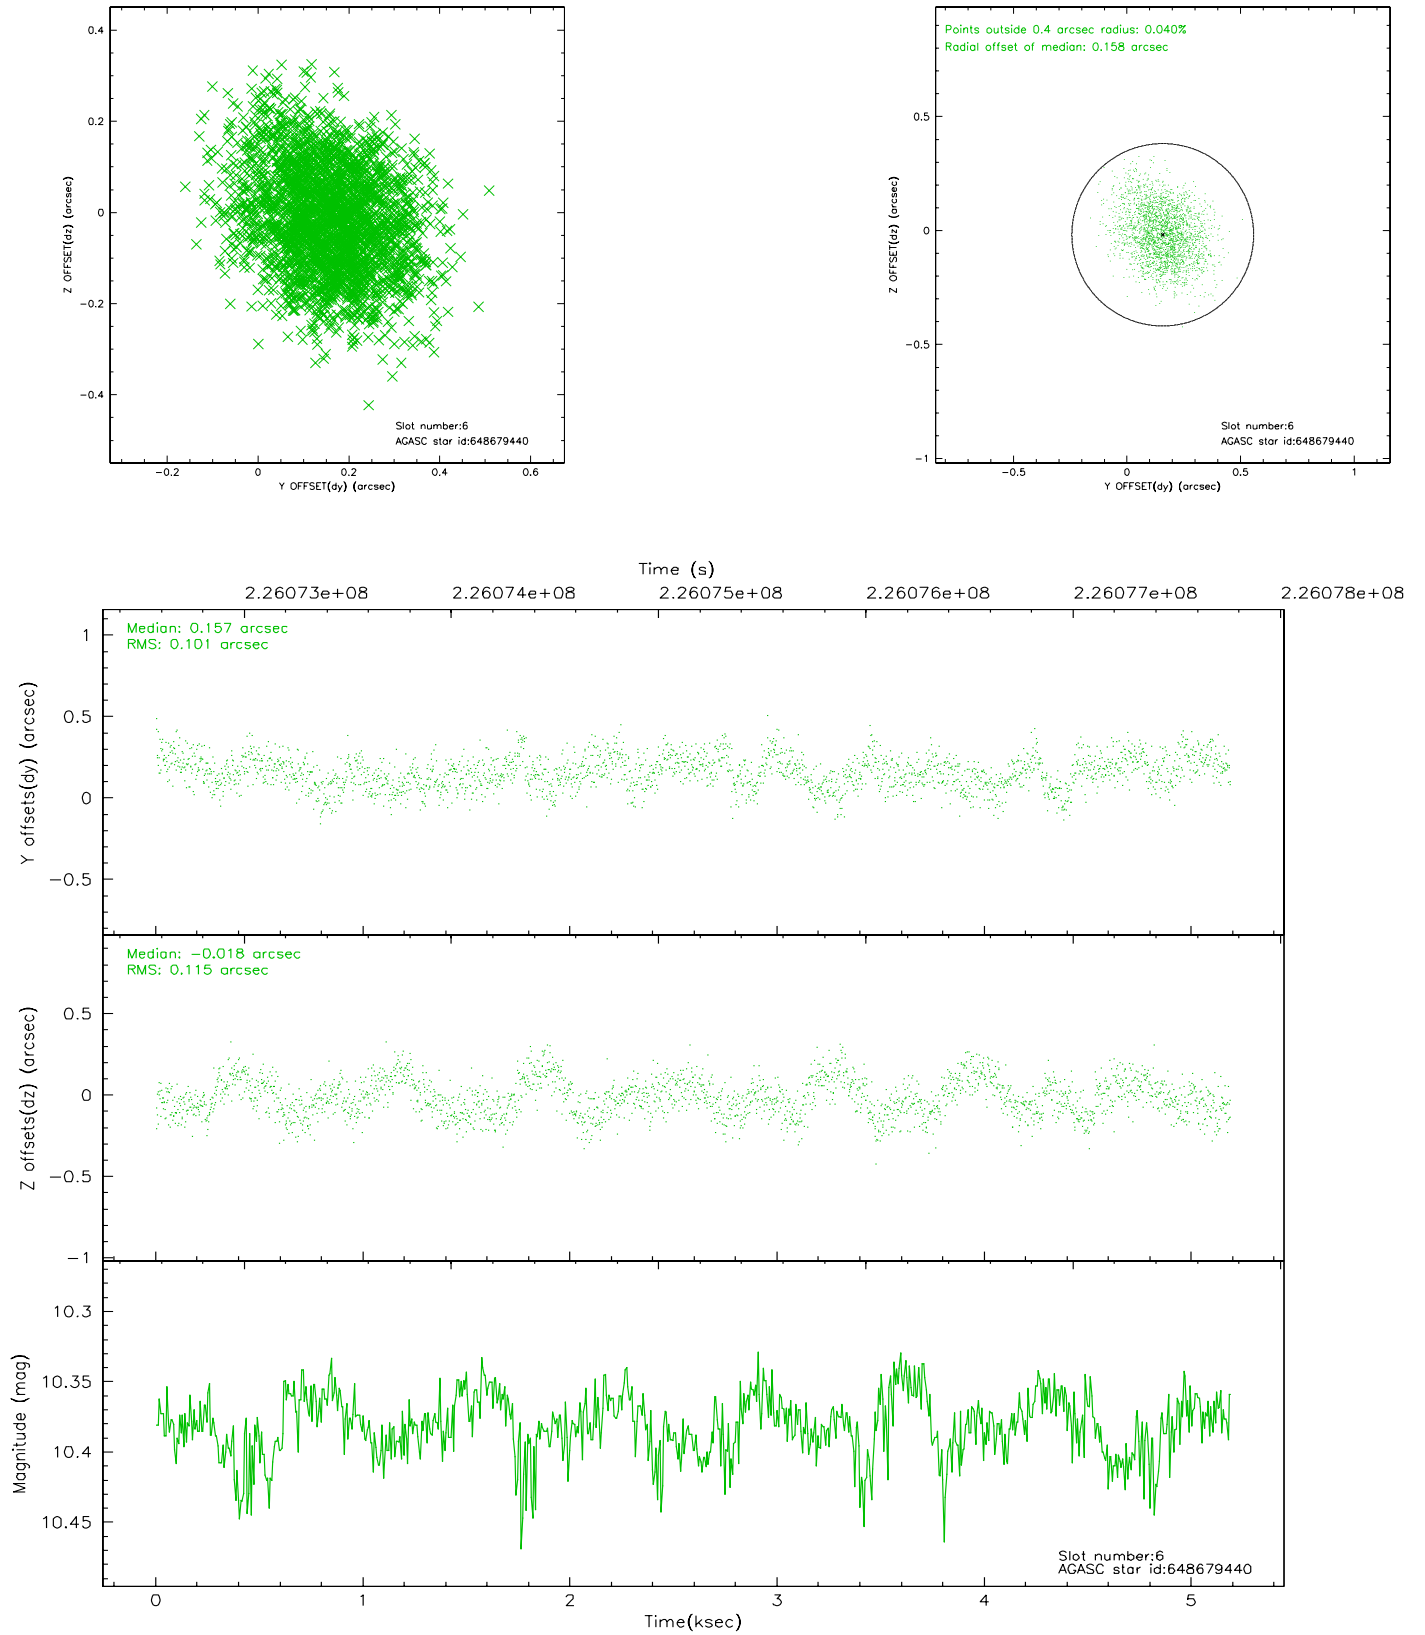 0.4
0.2
0
−0.2
−0.4
Z OFFSET(dz) (arcsec)
Slot number:6
AGASC star id:648679440
−0.2
0
0.2
0.4
0.6
Y OFFSET(dy) (arcsec)
Points outside 0.4 arcsec radius: 0.040%
Radial offset of median: 0.158 arcsec
0.5
0
−0.5
−1
Z OFFSET(dz) (arcsec)
Slot number:6
AGASC star id:648679440
−0.5
0
0.5
1
Y OFFSET(dy) (arcsec)
Time (s)
2.26073e+08
2.26074e+08
2.26075e+08
2.26076e+08
2.26077e+08
2.26078e+08
Median: 0.157 arcsec
RMS: 0.101 arcsec
1
0.5
0
−0.5
Y offsets(dy) (arcsec)
Median: −0.018 arcsec
RMS: 0.115 arcsec
0.5
0
−0.5
−1
Z offsets(dz) (arcsec)
10.3
10.35
10.4
10.45
Magnitude (mag)
Slot number:6
AGASC star id:648679440
0
1
2
3
4
5
Time(ksec)